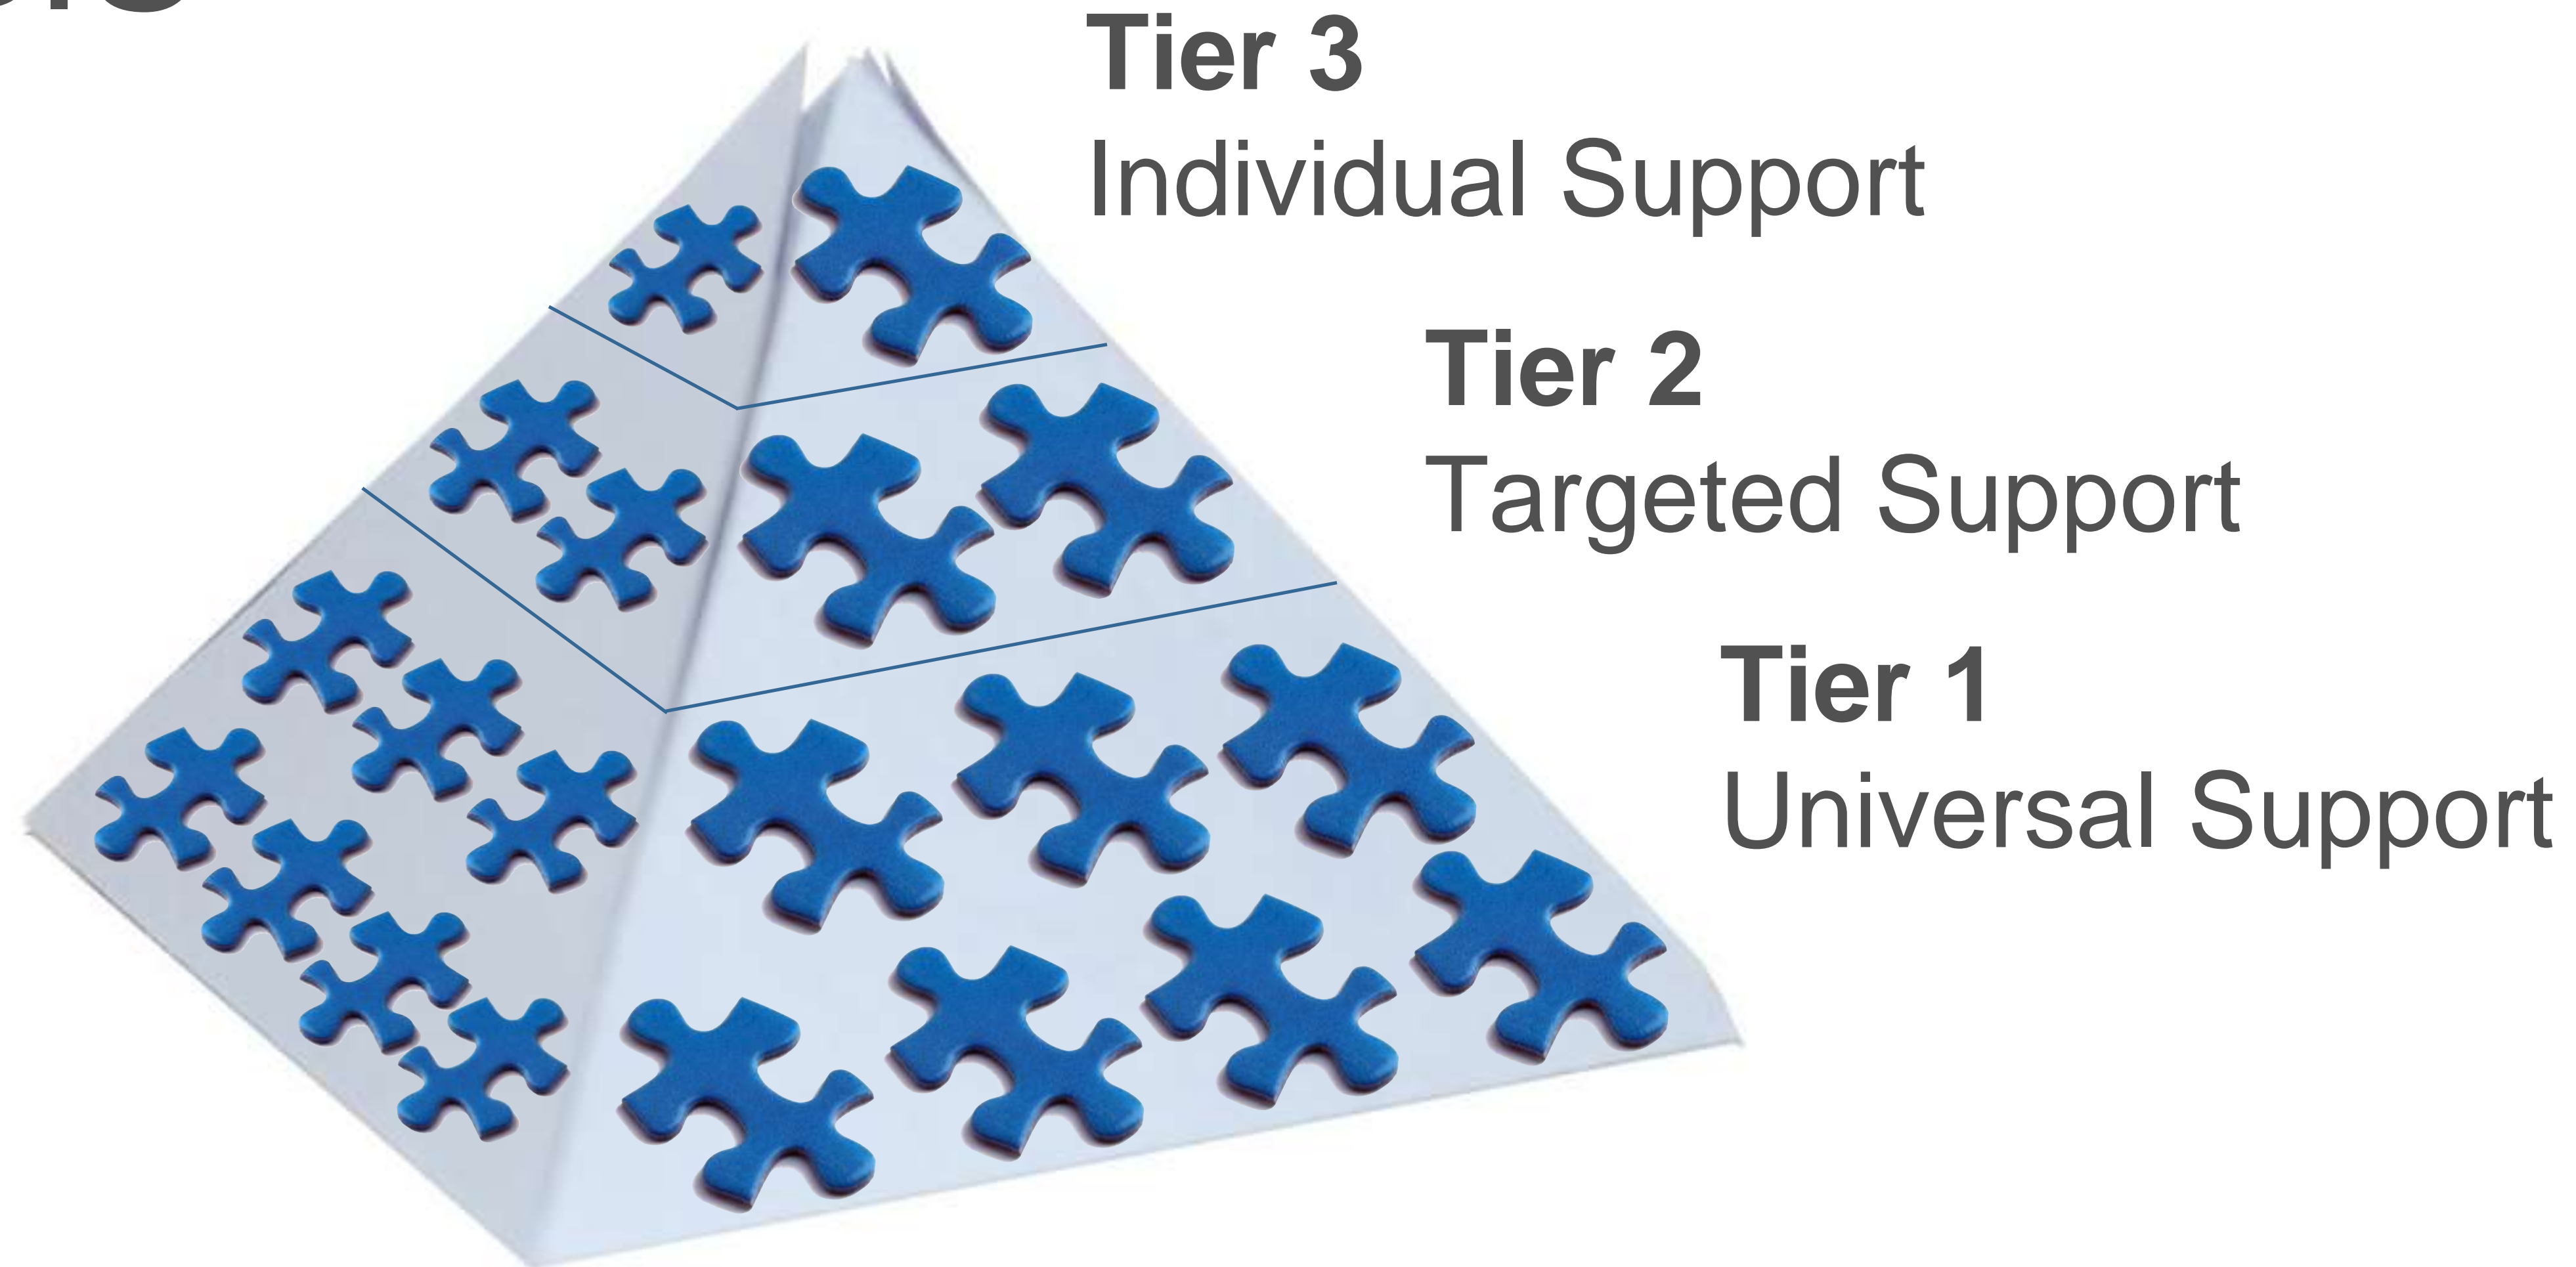 Tier 3
Individual Support
Tier 2
Targeted Support
Tier 1
Universal Support